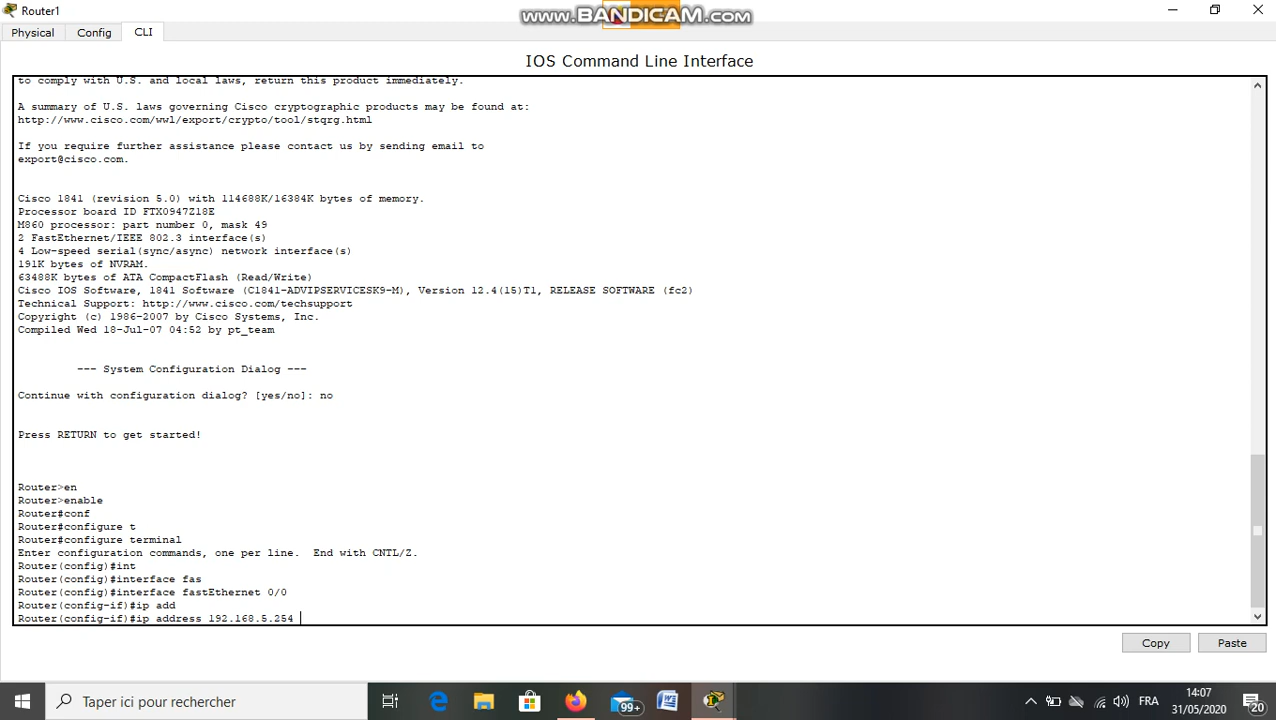 Router1
www.BANDICAM.com
Physical Config CLI
IOS Command Line Interface
to comply with U.S. and local laws, return this product immediately.
A summary of U.S. laws governing Cisco cryptographic products may be found at:
http://www.cisco.com/wwl/export/crypto/tool/stqrg.html
If you require further assistance please contact us by sending email to
export@cisco.com.
Cisco 1841 (revision 5.0) with 114688K/16384K bytes of memory.
Processor board ID FTX0947Z18E
M860 processor: part number 0, mask 49
2 FastEthernet/IEEE 802.3 interface(s)
4 Low-speed serial(sync/async) network interface(s)
191K bytes of NVRAM.
63488K bytes of ATA CompactFlash (Read/Write)
Cisco IOS Software, 1841 Software (C1841-ADVIPSERVICESK9-M), Version 12.4(15)T1, RELEASE SOFTWARE (fc2)
Technical Support: http://www.cisco.com/techsupport
Copyright (c) 1986-2007 by Cisco Systems, Inc.
Compiled Wed 18-Jul-07 04:52 by pt_team
--- System Configuration Dialog ---
Continue with configuration dialog? [yes/no]: no
Press RETURN to get started!
Router>en
Router>enable
Router#conf
Router#configure t
Router#configure terminal
Enter configuration commands, one per line.  End with CNTL/Z.
Router(config)#int
Router(config)#interface fas
Router(config)#interface fastEthernet 0/0
Router(config-if)#ip add
Router(config-if)#ip address 192.168.5.254
Copy Paste
Taper ici pour rechercher
99+
FRA
14:07
31/05/2020
20